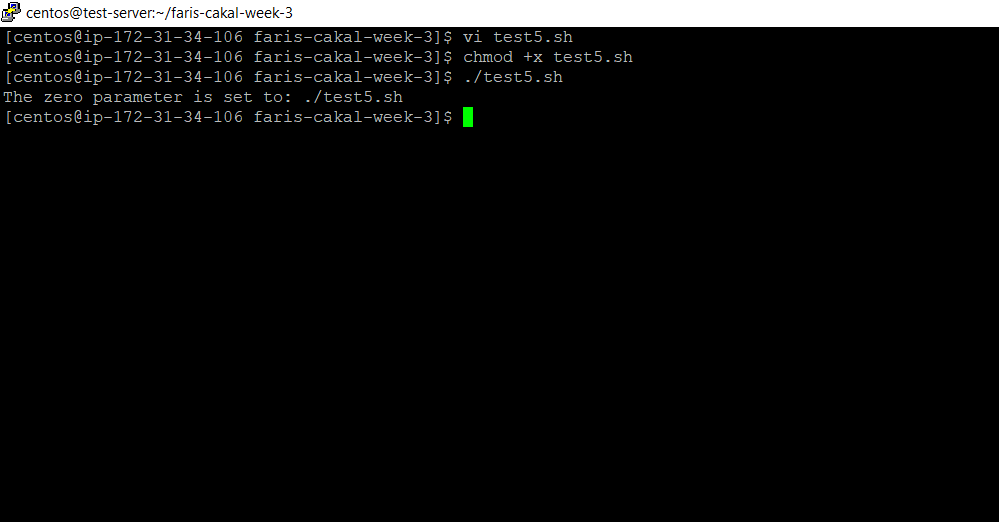 centos@test-server:~/faris-cakal-week-3
[centos@ip-172-31-34-106 faris-cakal-week-3]$ vi test5.sh
[centos@ip-172-31-34-106 faris-cakal-week-3]$ chmod +x test5.sh
[centos@ip-172-31-34-106 faris-cakal-week-3]$ ./test5.sh
The zero parameter is set to: ./test5.sh
[centos@ip-172-31-34-106 faris-cakal-week-3]$